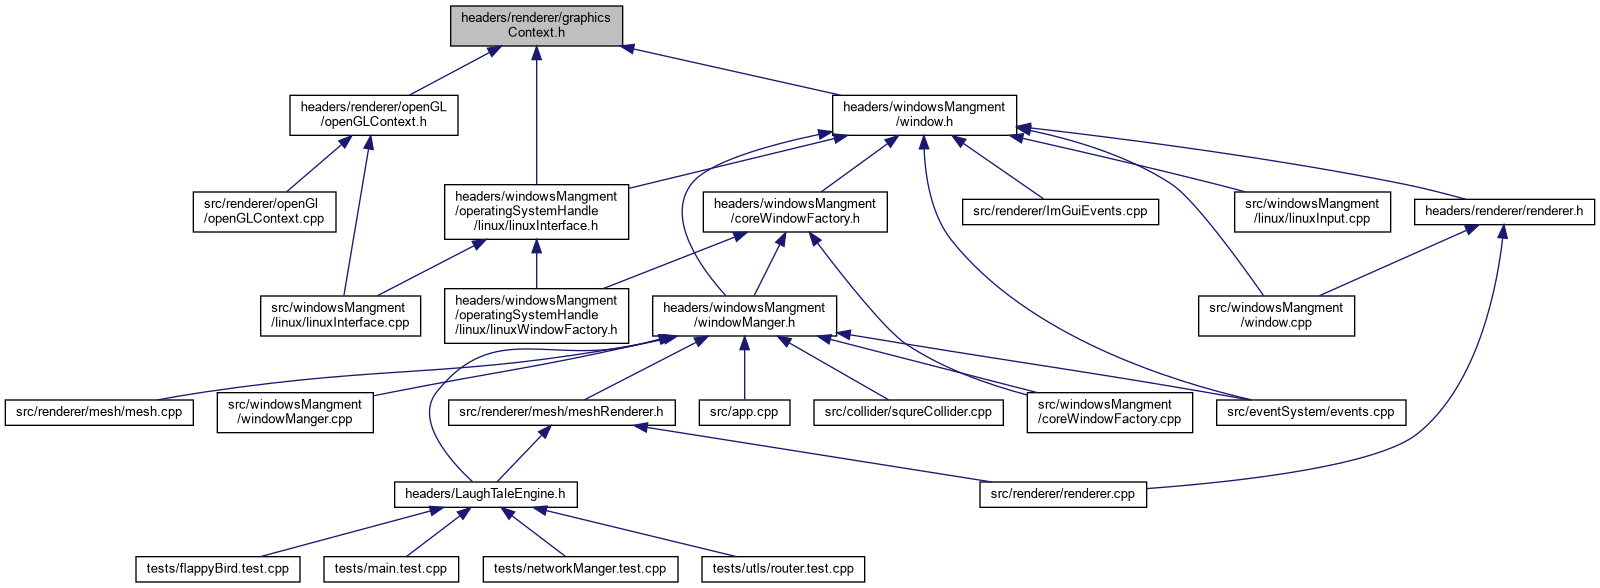 headers/renderer/graphics
Context.h
headers/renderer/openGL
/openGLContext.h
headers/windowsMangment
/window.h
src/renderer/openGl
/openGLContext.cpp
headers/windowsMangment
/operatingSystemHandle
/linux/linuxInterface.h
headers/windowsMangment
/coreWindowFactory.h
src/renderer/ImGuiEvents.cpp
src/windowsMangment
/linux/linuxInput.cpp
headers/renderer/renderer.h
src/windowsMangment
/linux/linuxInterface.cpp
headers/windowsMangment
/operatingSystemHandle
/linux/linuxWindowFactory.h
headers/windowsMangment
/windowManger.h
src/windowsMangment
/window.cpp
src/renderer/mesh/mesh.cpp
src/windowsMangment
/windowManger.cpp
src/renderer/mesh/meshRenderer.h
src/app.cpp
src/collider/squreCollider.cpp
src/windowsMangment
/coreWindowFactory.cpp
src/eventSystem/events.cpp
headers/LaughTaleEngine.h
src/renderer/renderer.cpp
tests/flappyBird.test.cpp
tests/main.test.cpp
tests/networkManger.test.cpp
tests/utls/router.test.cpp